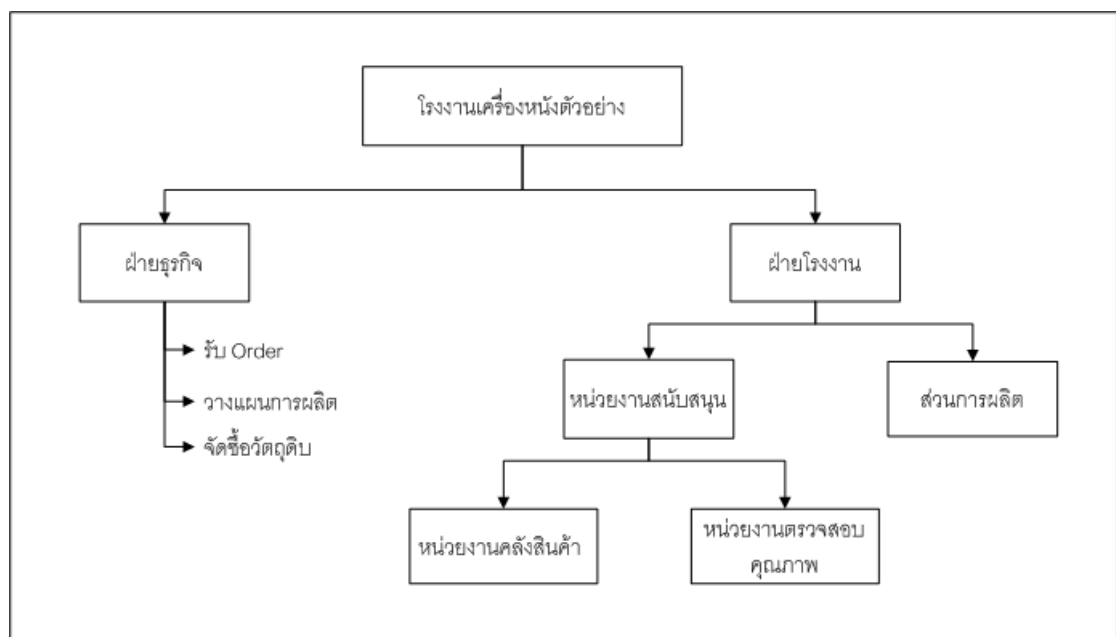 โรงงานเครื่องหนังตัวอย่าง
ฝ่ายธุรกิจ
ฝ่ายโรงงาน
รับ Order
วางแผนการผลิต
จัดซื้อวัตถุดิบ
หน่วยงานสนับสนุน
ส่วนการผลิต
หน่วยงานคลังสินค้า
หน่วยงานตรวจสอบ
คุณภาพ